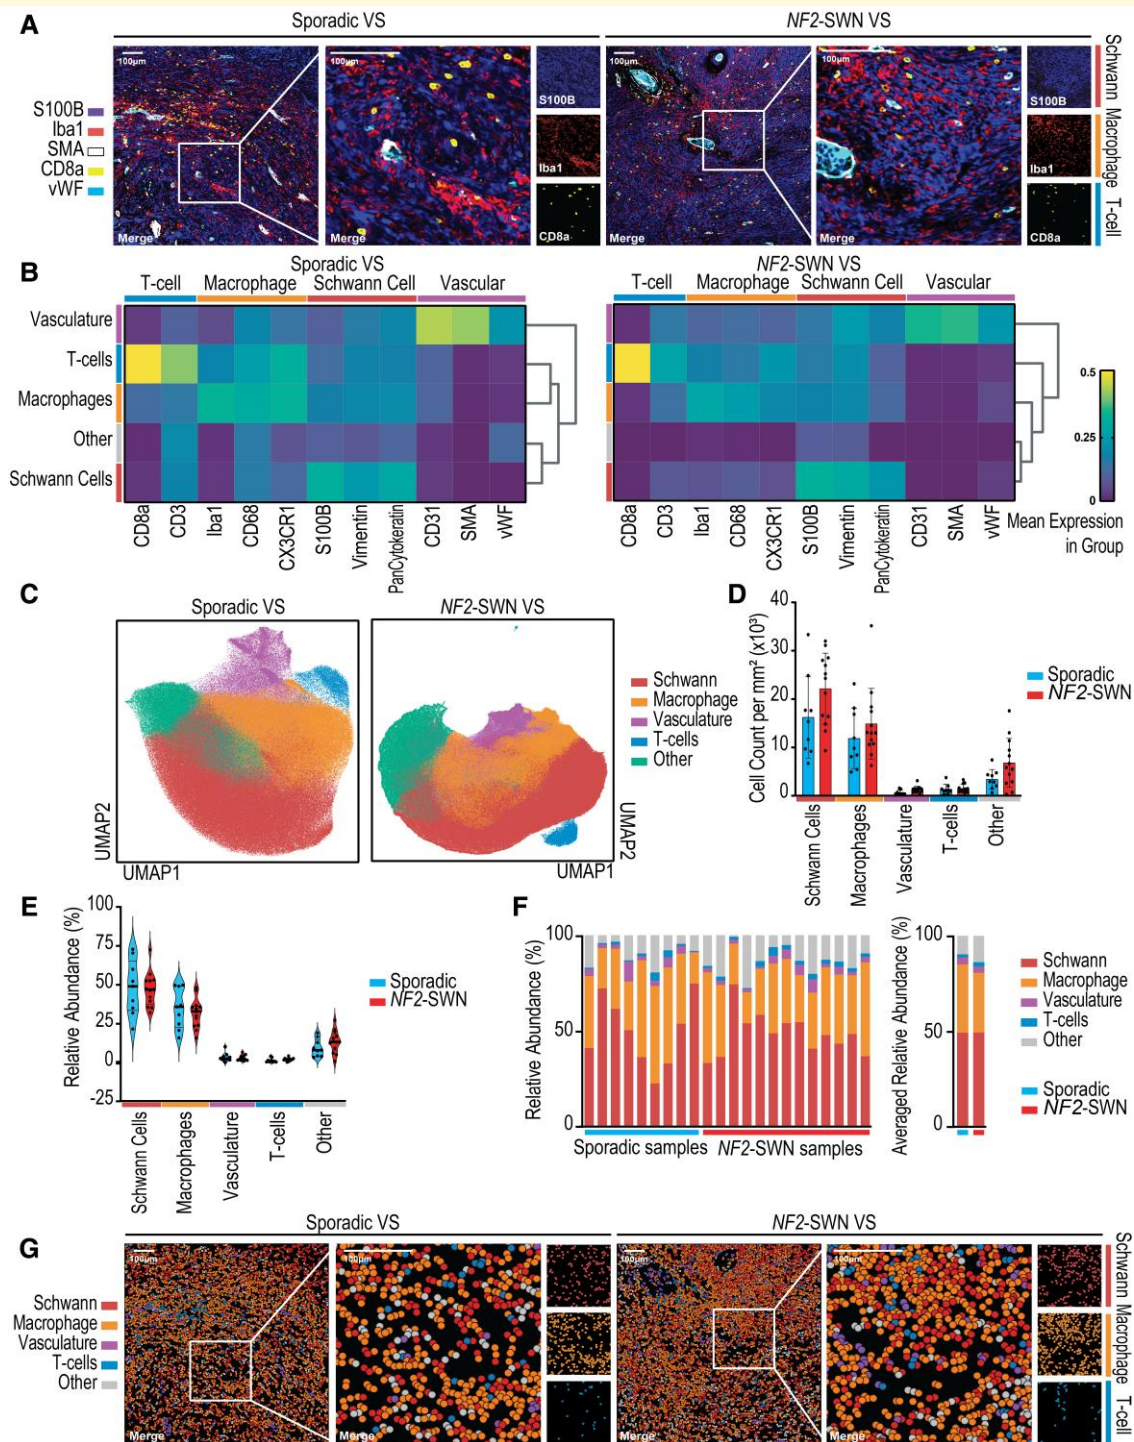 A
Sporadic VS
NF2-SWN VS
S100B
Iba1
SMA
CD8a
vWF
100µm
Merge
100µm
Merge
S100B
Iba1
CD8a
100µm
Merge
100µm
Merge
S100B
Iba1
CD8a
Schwann
Macrophage
T-cell
B
Sporadic VS
NF2-SWN VS
T-cell
Macrophage
Schwann Cell
Vascular
T-cell
Macrophage
Schwann Cell
Vascular
Vasculature
T-cells
Macrophages
Other
Schwann Cells
CD8a
CD3
Iba1
CD68
CX3CR1
S100B
Vimentin
PanCytokeratin
CD31
SMA
vWF
CD8a
CD3
Iba1
CD68
CX3CR1
S100B
Vimentin
PanCytokeratin
CD31
SMA
vWF
0.5
0.25
0
Mean Expression
in Group
C
Sporadic VS
NF2-SWN VS
UMAP2
UMAP1
UMAP2
UMAP1
Schwann
Macrophage
Vasculature
T-cells
Other
D
Cell Count per mm² (x10³)
40
30
20
10
0
Schwann Cells
Macrophages
Vasculature
T-cells
Other
Sporadic
NF2-SWN
E
Relative Abundance (%)
100
75
50
25
0
-25
Schwann Cells
Macrophages
Vasculature
T-cells
Other
Sporadic
NF2-SWN
F
Relative Abundance (%)
100
50
0
Sporadic samples
NF2-SWN samples
Averaged Relative Abundance (%)
100
50
0
Schwann
Macrophage
Vasculature
T-cells
Other
Sporadic
NF2-SWN
G
Sporadic VS
NF2-SWN VS
Schwann
Macrophage
Vasculature
T-cells
Other
100µm
Merge
100µm
Merge
100µm
Merge
100µm
Merge
Schwann
Macrophage
T-cell